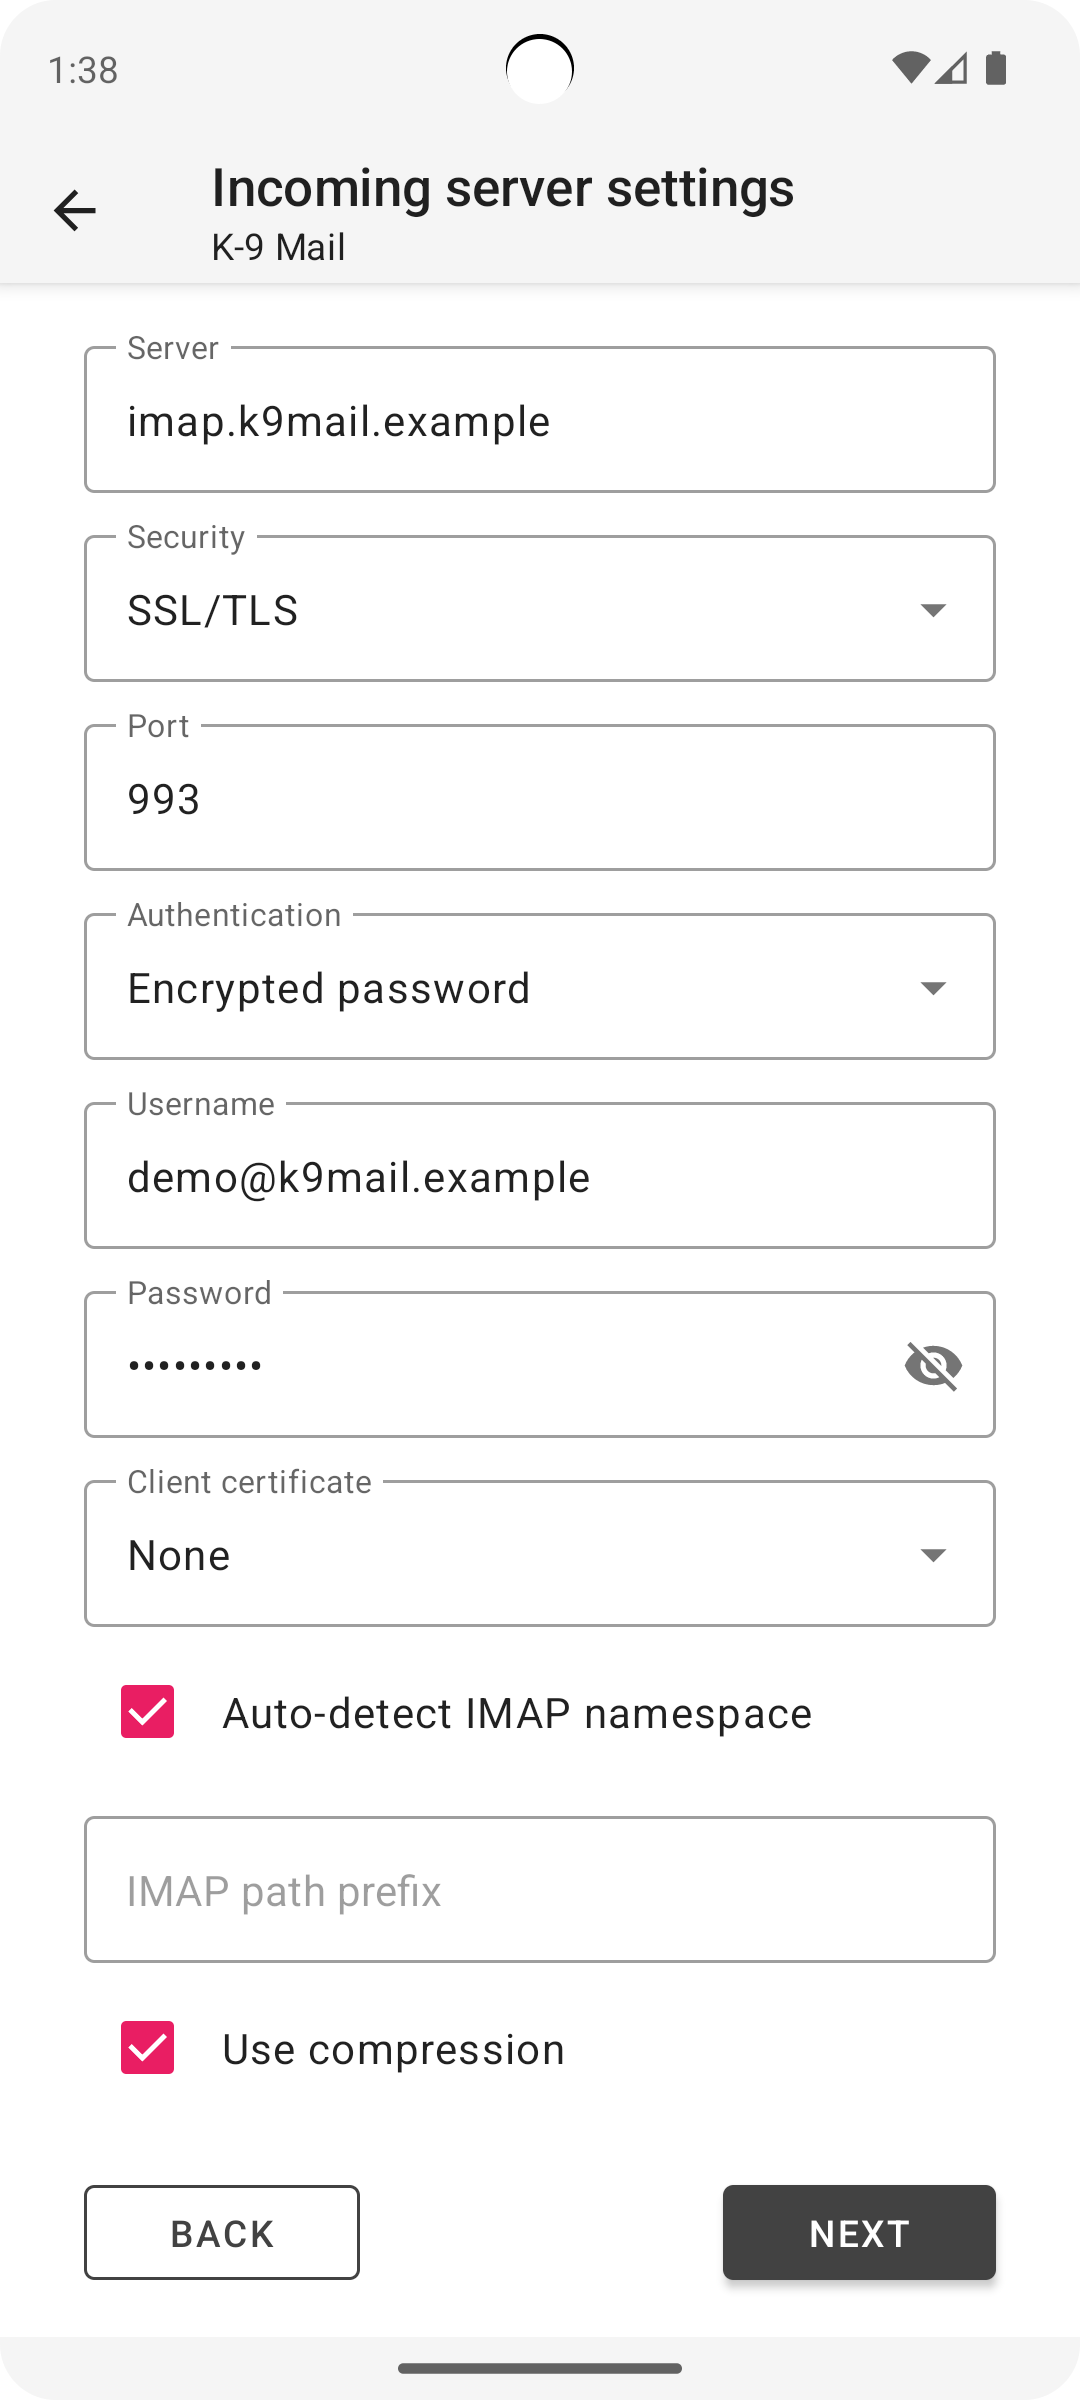 1:38
Incoming server settings
K-9 Mail
Server
imap.k9mail.example
Security
SSL/TLS
Port
993
Authentication
Encrypted password
Username
demo@k9mail.example
Password
•••••••••
Client certificate
None
Auto-detect IMAP namespace
IMAP path prefix
Use compression
BACK
NEXT